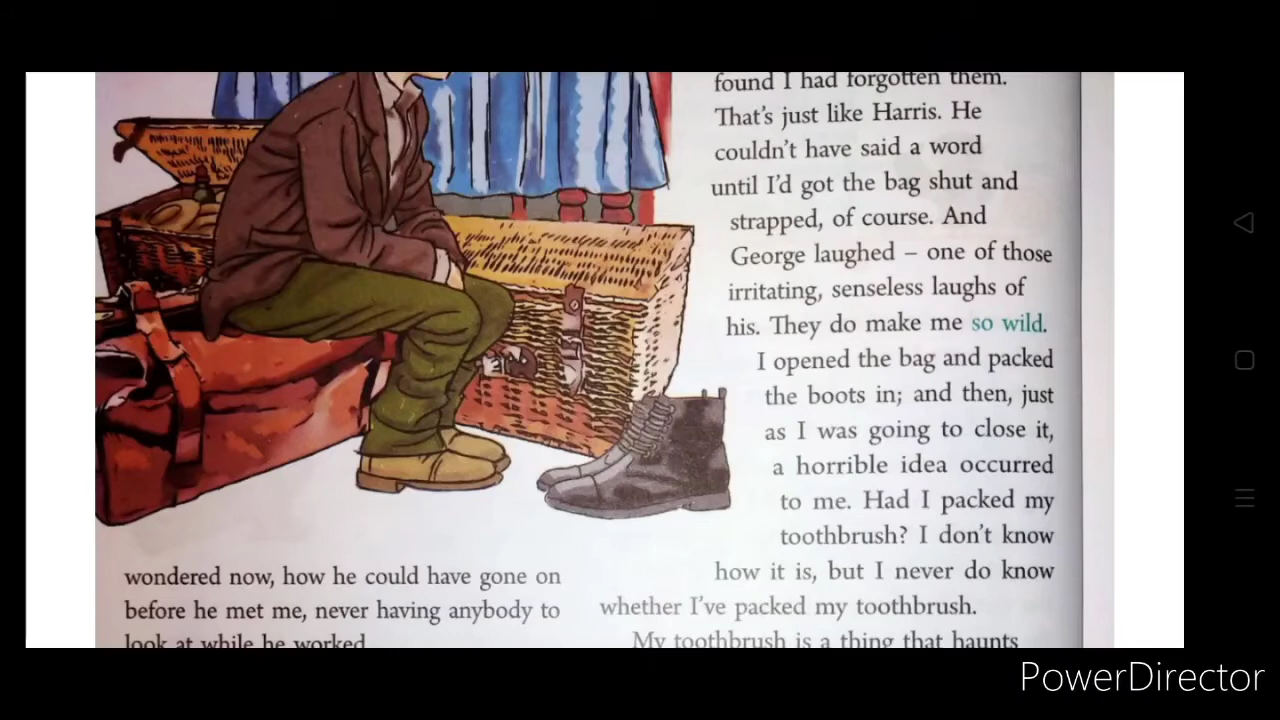 wondered now, how he could have gone on
before he met me, never having anybody to
look at while he worked
found I had forgotten them.
That's just like Harris. He
couldn't have said a word
until I'd got the bag shut and
strapped, of course. And
George laughed – one of those
irritating, senseless laughs of
his. They do make me so wild.
I opened the bag and packed
the boots in; and then, just
as I was going to close it,
a horrible idea occurred
to me. Had I packed my
toothbrush? I don't know
how it is, but I never do know
whether I've packed my toothbrush.
My toothbrush is a thing that haunts
PowerDirector